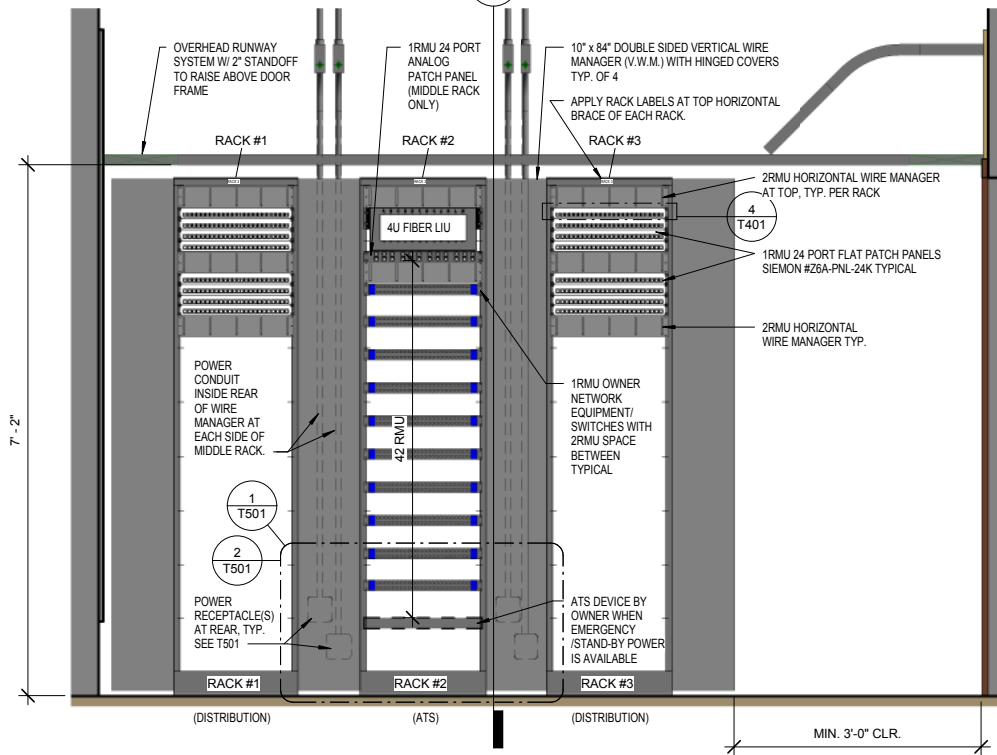 OVERHEAD RUNWAY
SYSTEM W/ 2" STANDOFF
TO RAISE ABOVE DOOR
FRAME
1RMU 24 PORT
ANALOG
PATCH PANEL
(MIDDLE RACK
ONLY)
10" x 84" DOUBLE SIDED VERTICAL WIRE
MANAGER (V.W.M.) WITH HINGED COVERS
TYP. OF 4
APPLY RACK LABELS AT TOP HORIZONTAL
BRACE OF EACH RACK.
RACK #1
RACK #2
RACK #3
2RMU HORIZONTAL WIRE MANAGER
AT TOP, TYP. PER RACK
4
T401
4U FIBER LIU
1RMU 24 PORT FLAT PATCH PANELS
SIEMON #Z6A-PNL-24K TYPICAL
2RMU HORIZONTAL
WIRE MANAGER TYP.
POWER
CONDUIT
INSIDE REAR
OF WIRE
MANAGER AT
EACH SIDE OF
MIDDLE RACK.
1RMU OWNER
NETWORK
EQUIPMENT/
SWITCHES WITH
2RMU SPACE
BETWEEN
TYPICAL
7' - 2"
42 RMU
1
T501
2
T501
POWER
RECEPTACLE(S)
AT REAR, TYP.
SEE T501
ATS DEVICE BY
OWNER WHEN
EMERGENCY
/STAND-BY POWER
IS AVAILABLE
RACK #1
RACK #2
RACK #3
(DISTRIBUTION)
(ATS)
(DISTRIBUTION)
MIN. 3'-0" CLR.